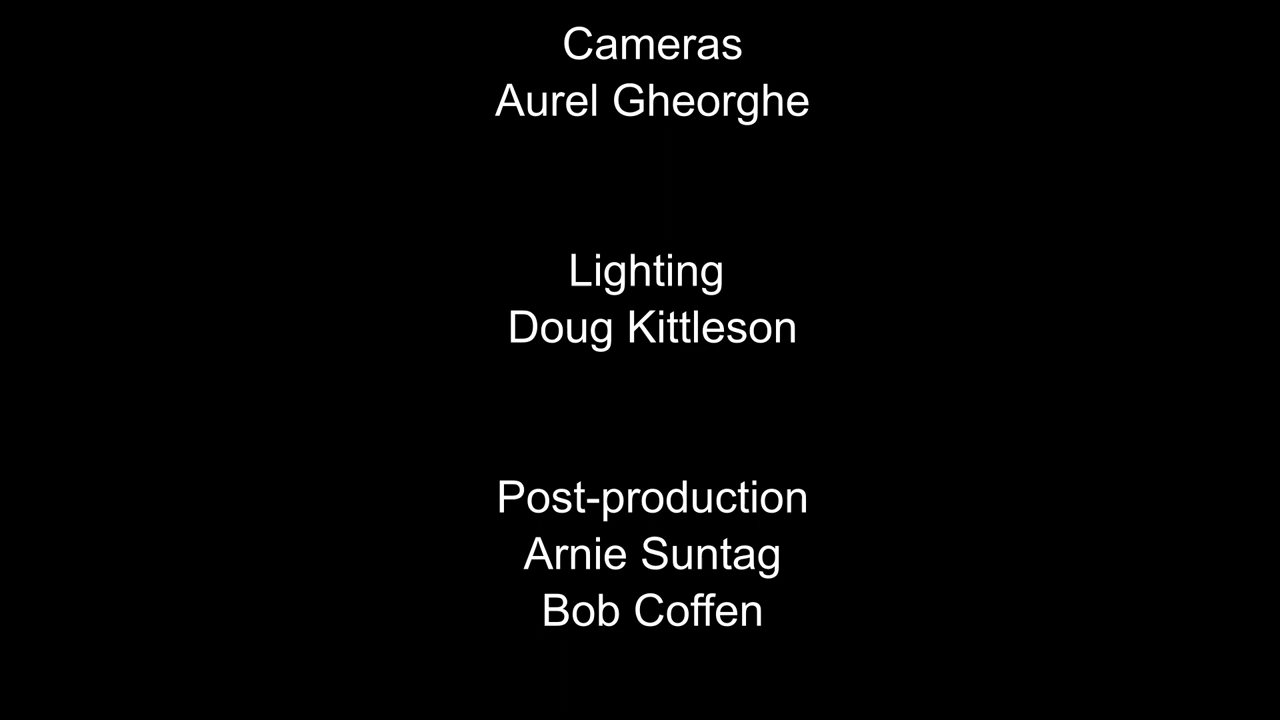 Cameras
Aurel Gheorghe
Lighting
Doug Kittleson
Post-production
Arnie Suntag
Bob Coffen